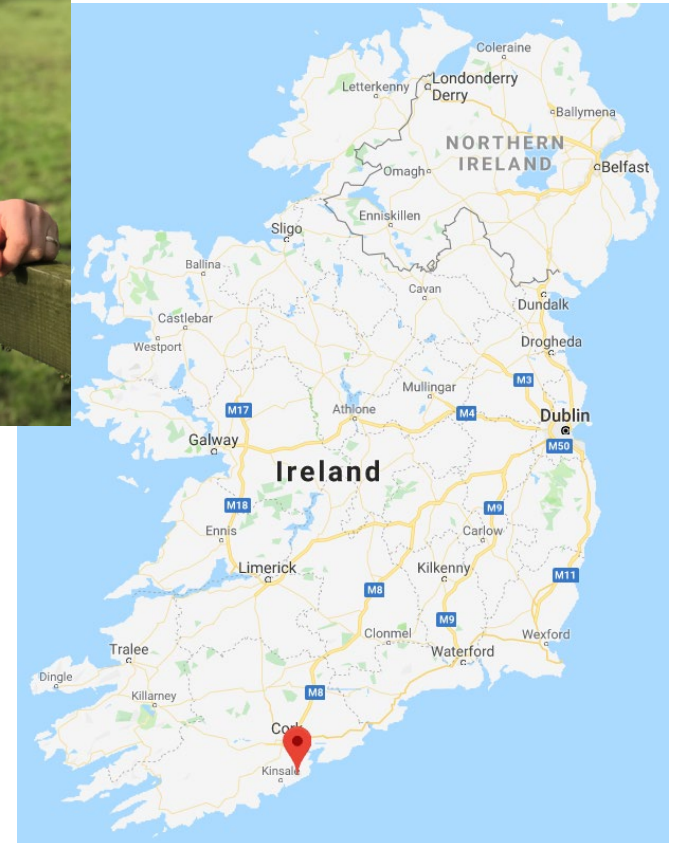 Coleraine
Letterkenny
Londonderry
Derry
Ballymena
NORTHERN
IRELAND
Omagh
Belfast
Enniskillen
Sligo
Ballina
Cavan
Dundalk
Castlebar
Westport
Drogheda
M3
Mullingar
M17
Athlone
M4
Dublin
Galway
M50
Ireland
M18
M9
Ennis
Carlow
Limerick
Kilkenny
M11
M8
M9
Clonmel
Wexford
Tralee
Waterford
Dingle
Killarney
M8
Cork
Kinsale